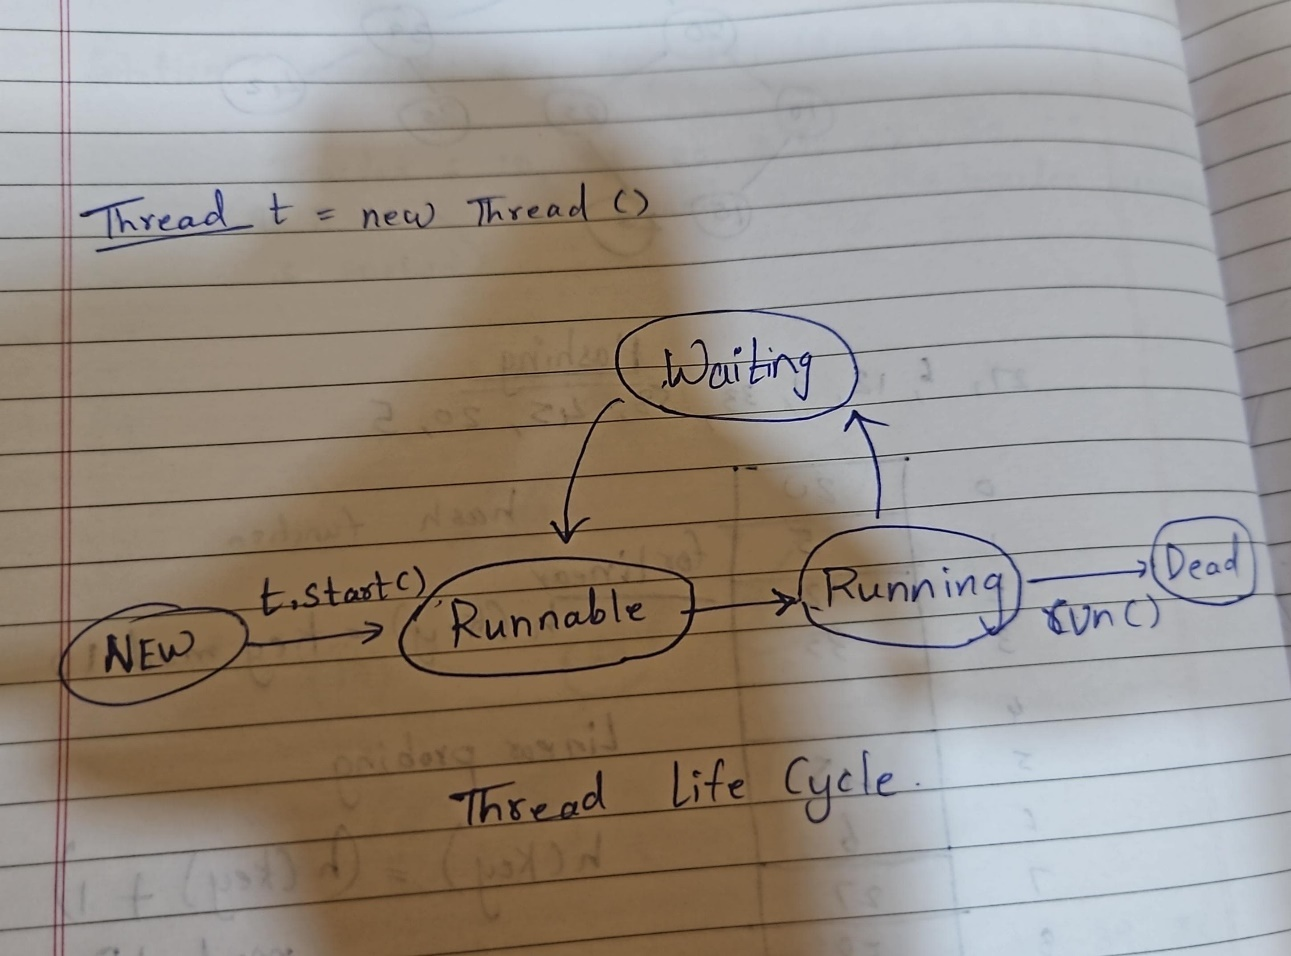 Thread t = new Thread ()
Waiting
t.start()
NEW
Runnable
Running
run()
Dead
Thread Life Cycle.